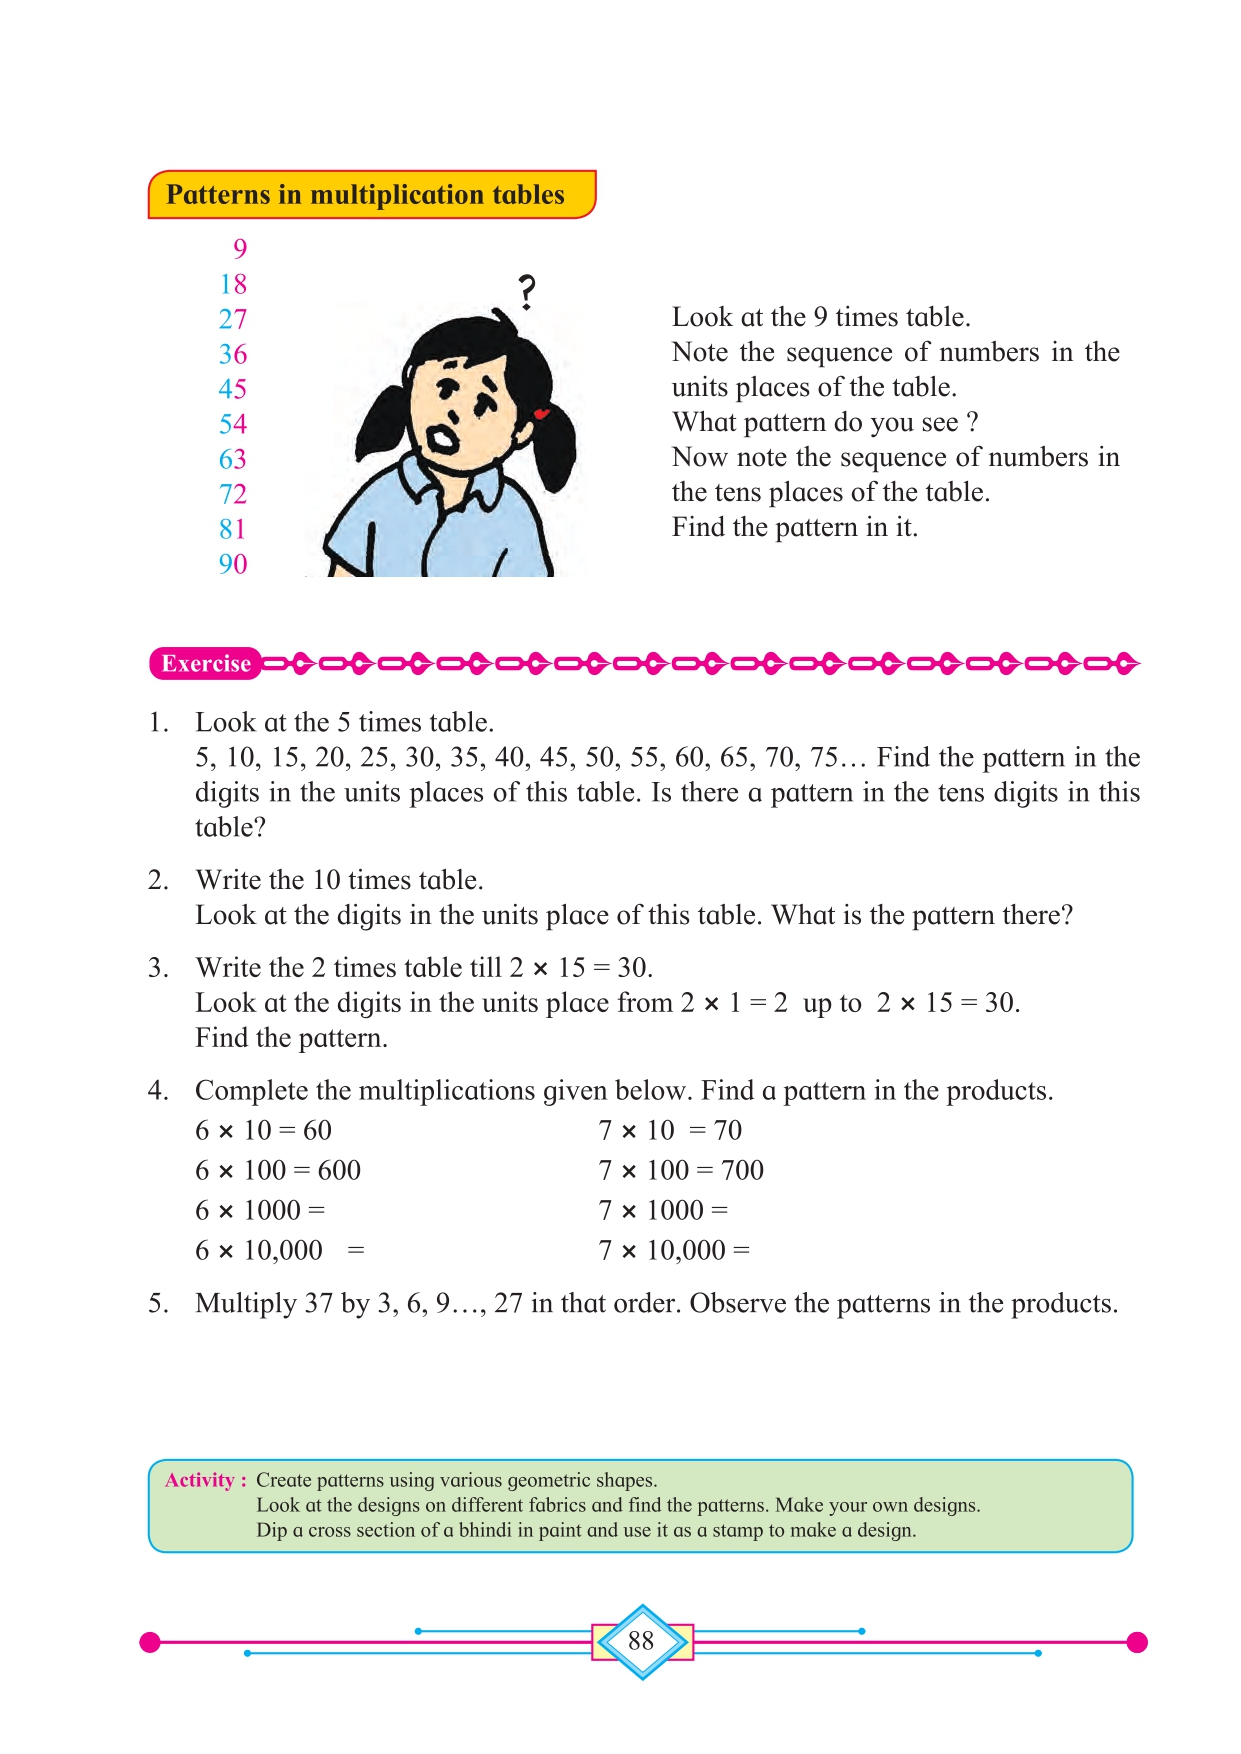 Patterns in multiplication tables
9
18
27
36
45
54
63
72
81
90
?
Look at the 9 times table.
Note the sequence of numbers in the
units places of the table.
What pattern do you see ?
Now note the sequence of numbers in
the tens places of the table.
Find the pattern in it.
Exercise
1. Look at the 5 times table.
5, 10, 15, 20, 25, 30, 35, 40, 45, 50, 55, 60, 65, 70, 75… Find the pattern in the
digits in the units places of this table. Is there a pattern in the tens digits in this
table?
2. Write the 10 times table.
Look at the digits in the units place of this table. What is the pattern there?
3. Write the 2 times table till 2 × 15 = 30.
Look at the digits in the units place from 2 × 1 = 2 up to 2 × 15 = 30.
Find the pattern.
4. Complete the multiplications given below. Find a pattern in the products.
6 × 10 = 60 7 × 10 = 70
6 × 100 = 600 7 × 100 = 700
6 × 1000 = 7 × 1000 =
6 × 10,000 = 7 × 10,000 =
5. Multiply 37 by 3, 6, 9…, 27 in that order. Observe the patterns in the products.
Activity : Create patterns using various geometric shapes.
Look at the designs on different fabrics and find the patterns. Make your own designs.
Dip a cross section of a bhindi in paint and use it as a stamp to make a design.
88